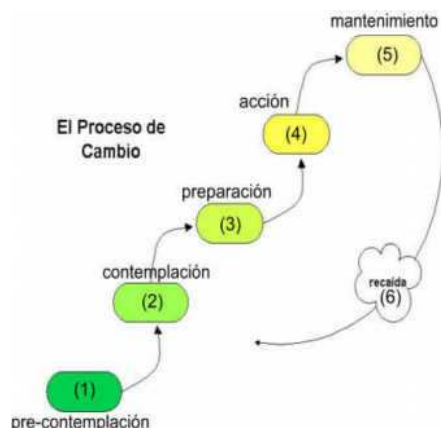 mantenimiento
(5)
acción
(4)
El Proceso de
Cambio
preparación
(3)
contemplación
(2)
recaída
(6)
(1)
pre-contemplación